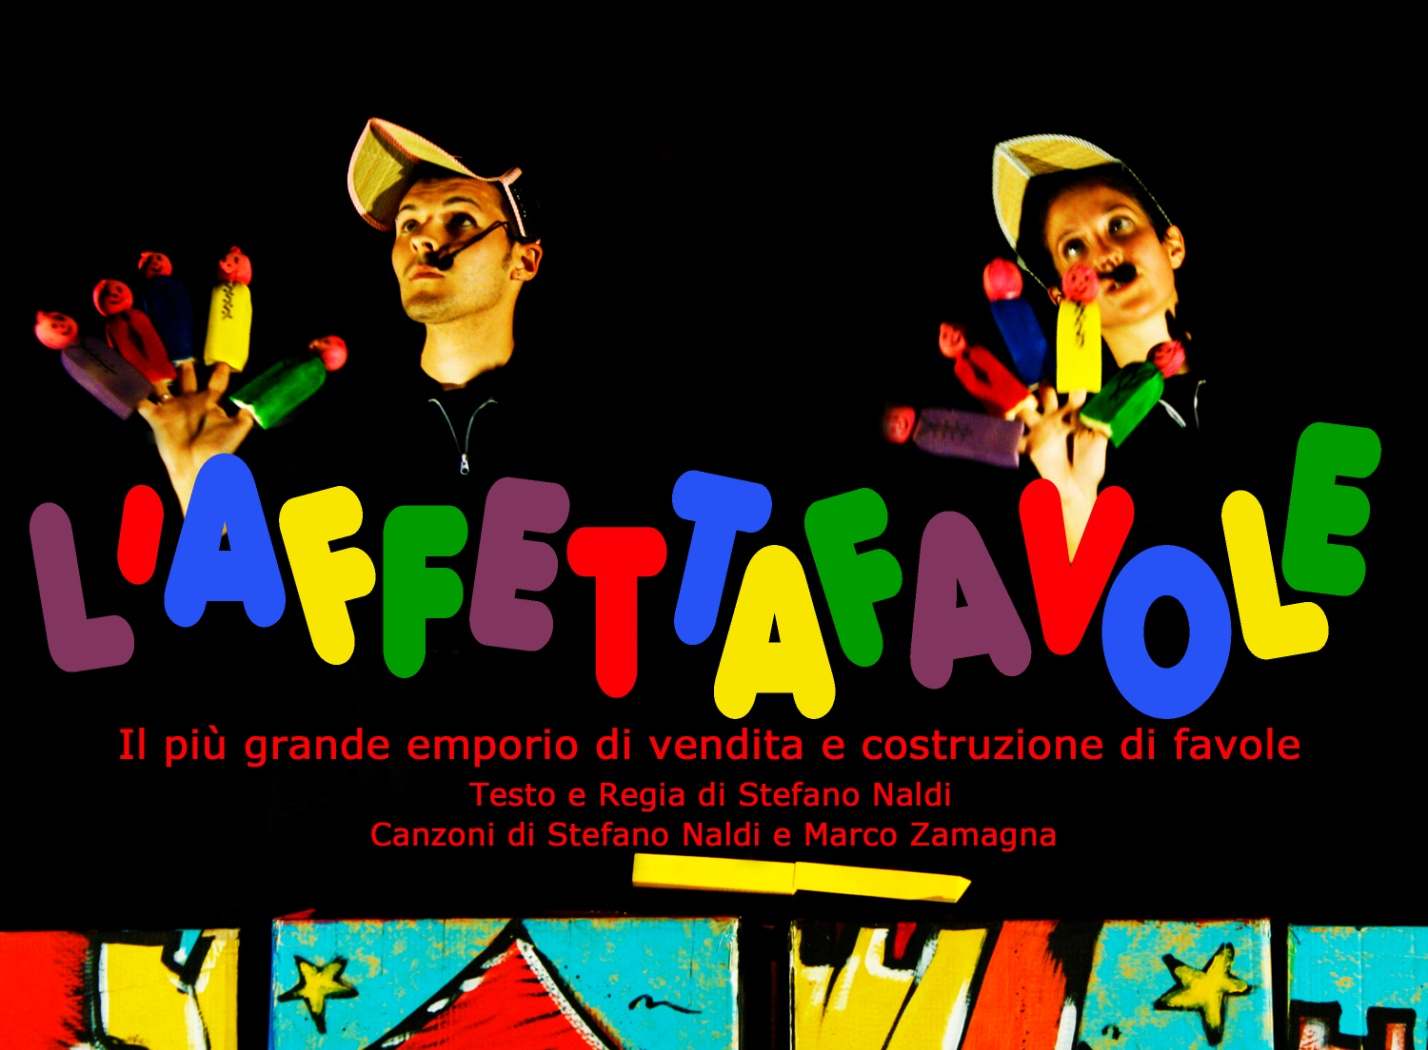 L'AFFETTAFAVOLE
Il più grande emporio di vendita e costruzione di favole
Testo e Regia di Stefano Naldi
Canzoni di Stefano Naldi e Marco Zamagna